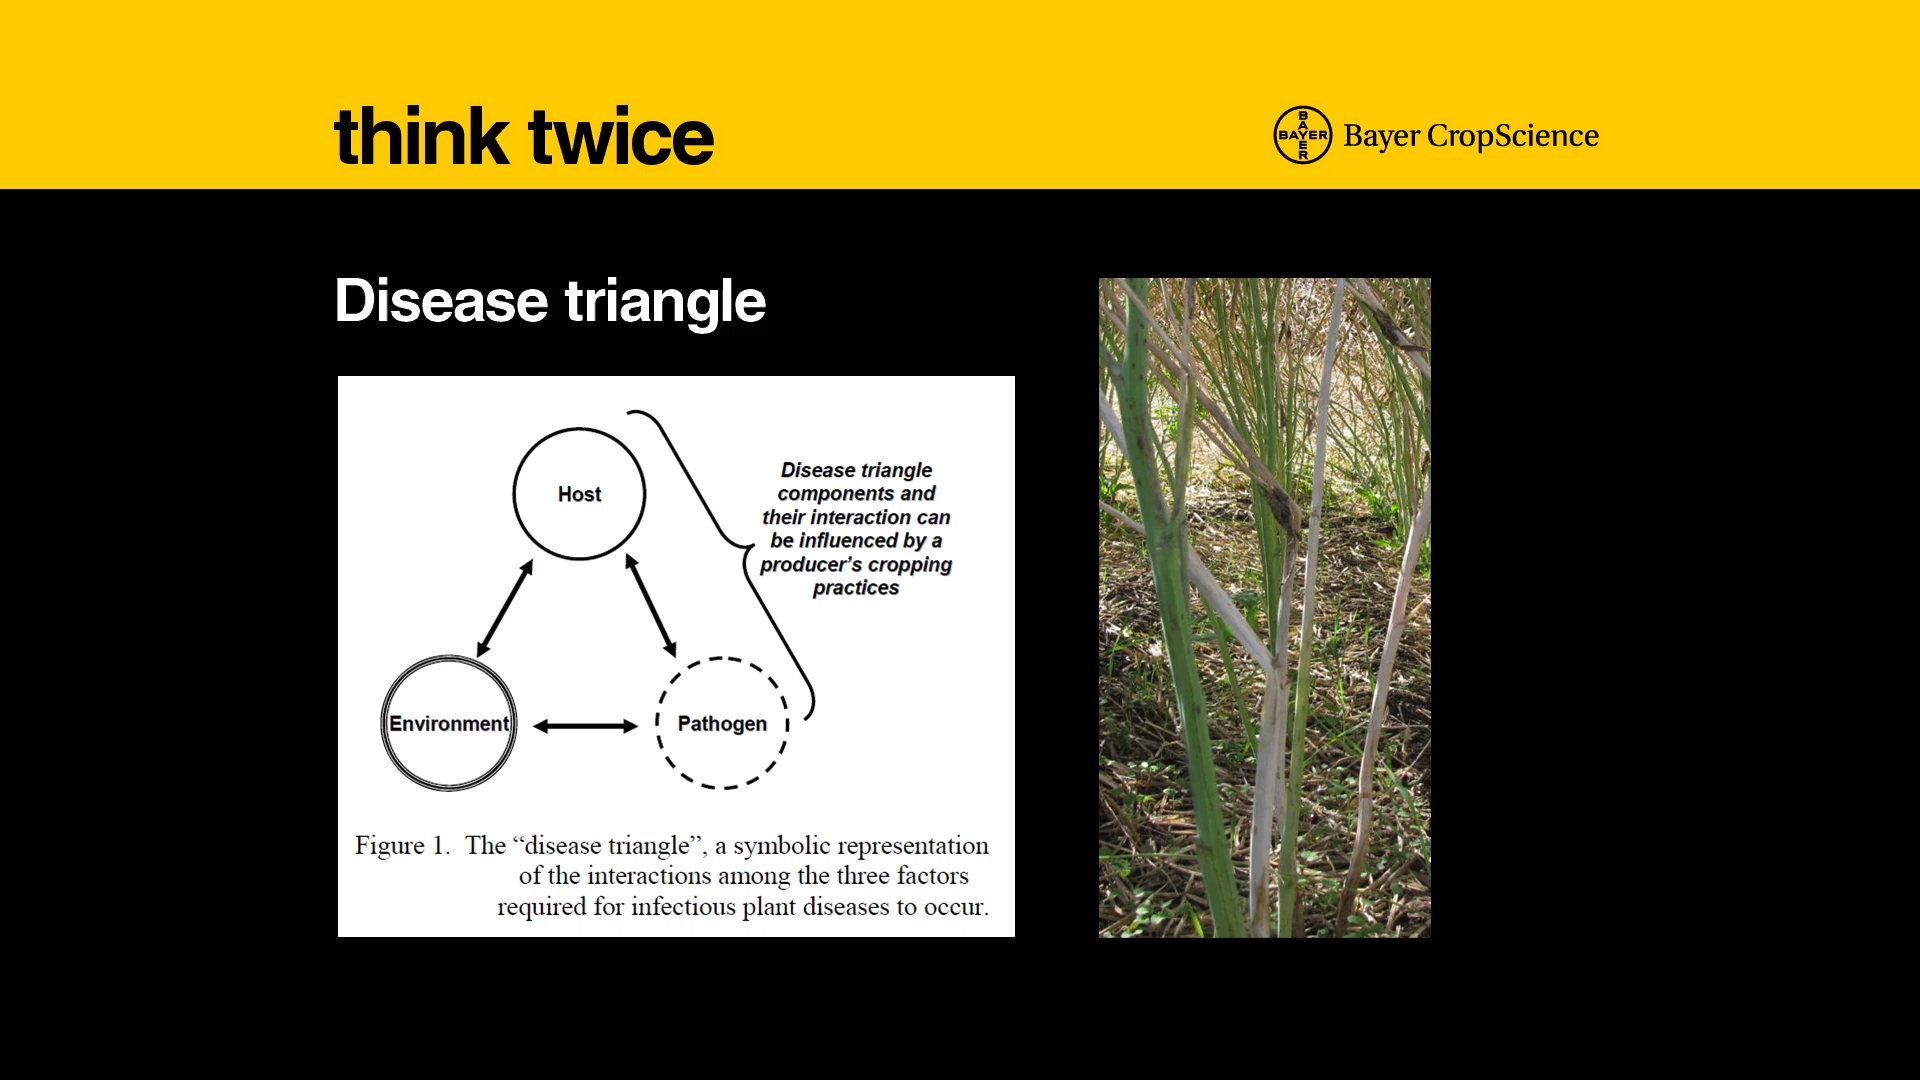 think twice
BAYER
BAYER
Bayer CropScience
Disease triangle
Host
Disease triangle
components and
their interaction can
be influenced by a
producer’s cropping
practices
Environment
Pathogen
Figure 1. The “disease triangle”, a symbolic representation
of the interactions among the three factors
required for infectious plant diseases to occur.